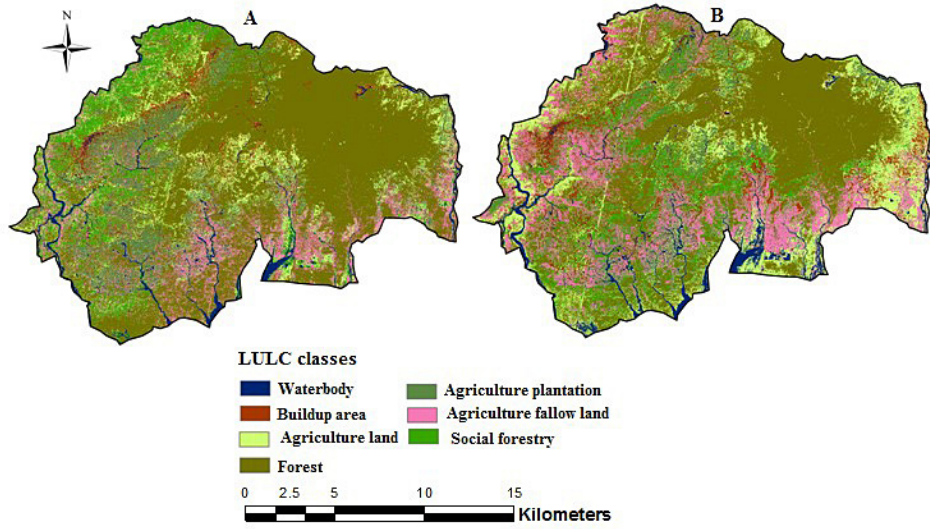 A
B
N
LULC classes
Waterbody
Agriculture plantation
Buildup area
Agriculture fallow land
Agriculture land
Social forestry
Forest
0 2.5 5 10 15
Kilometers